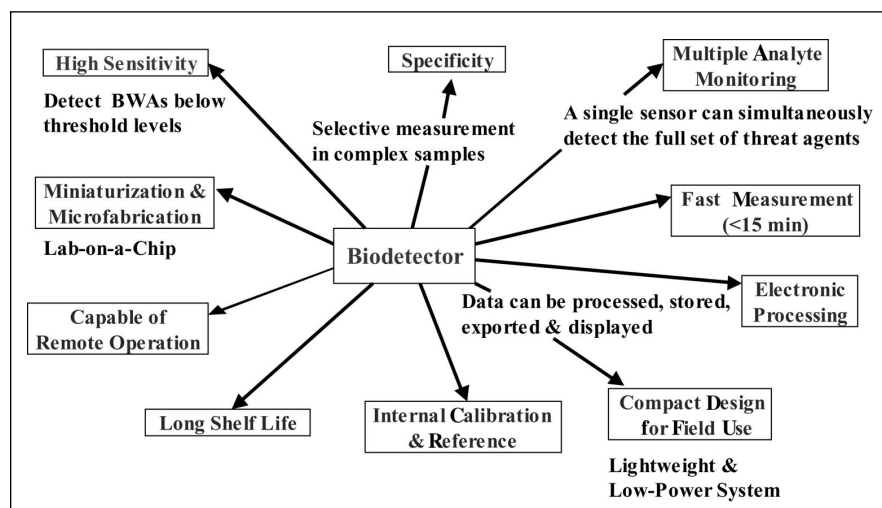 High Sensitivity
Detect BWAs below
threshold levels
Specificity
Selective measurement
in complex samples
Multiple Analyte
Monitoring
A single sensor can simultaneously
detect the full set of threat agents
Miniaturization &
Microfabrication
Lab-on-a-Chip
Fast Measurement
(<15 min)
Biodetector
Capable of
Remote Operation
Data can be processed, stored,
exported & displayed
Electronic
Processing
Long Shelf Life
Internal Calibration
& Reference
Compact Design
for Field Use
Lightweight &
Low-Power System